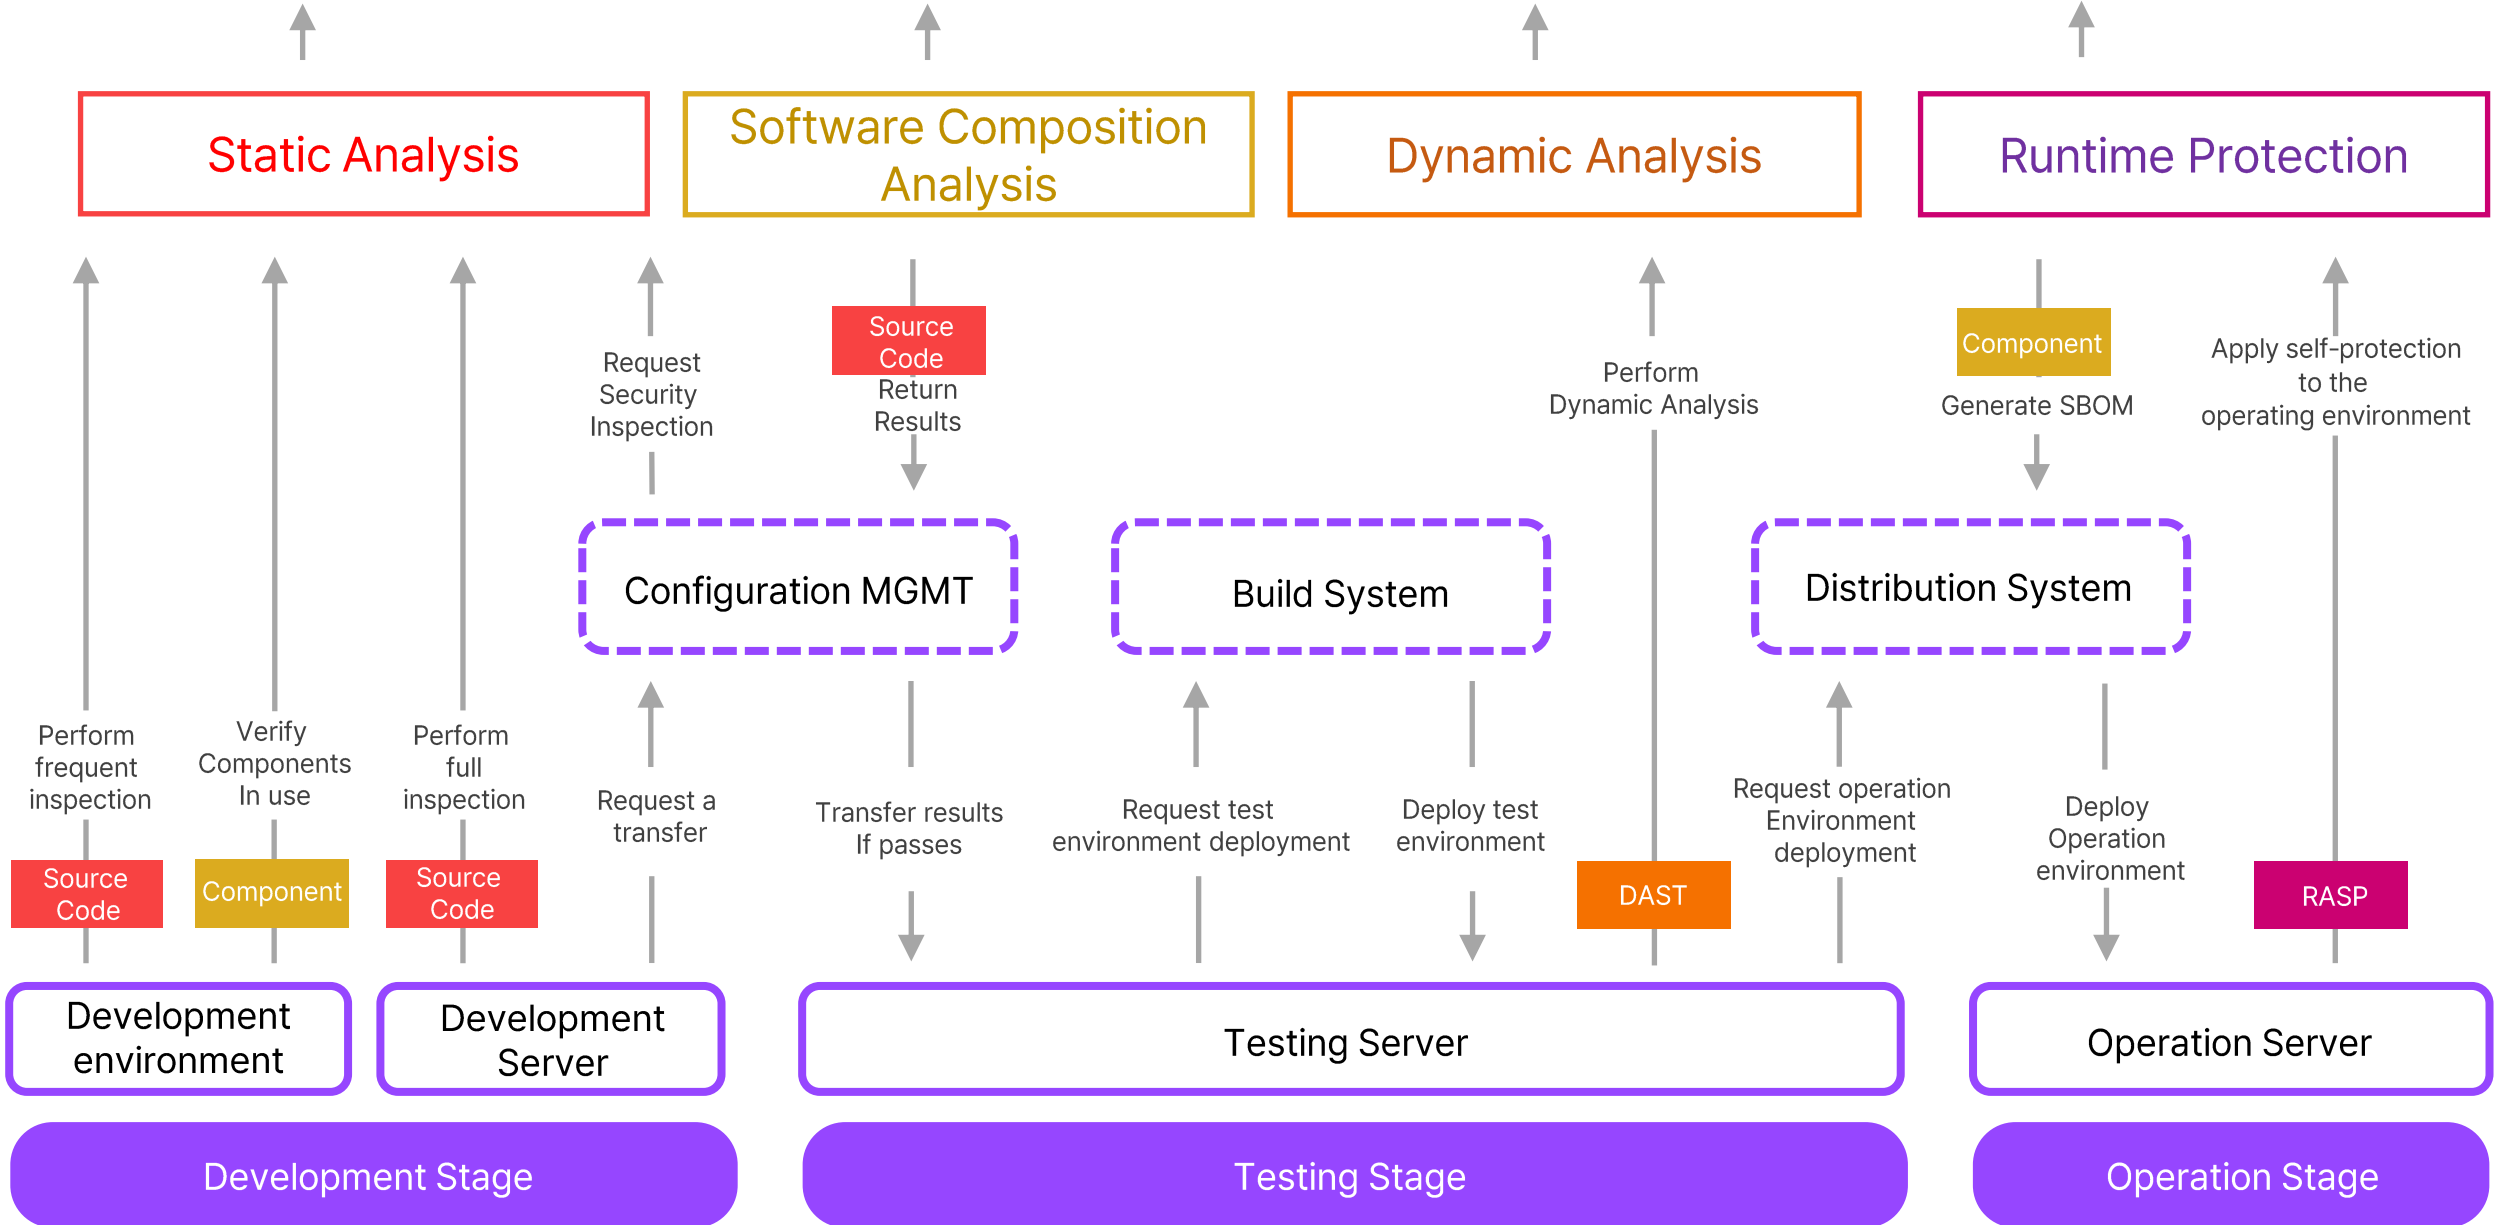 Static Analysis
Software Composition
Analysis
Dynamic Analysis
Runtime Protection
Request
Security
Inspection
Source
Code
Return
Results
Perform
Dynamic Analysis
Component
Generate SBOM
Apply self-protection
to the
operating environment
Configuration MGMT
Build System
Distribution System
Perform
frequent
inspection
Verify
Components
In use
Perform
full
inspection
Request a
transfer
Transfer results
If passes
Request test
environment deployment
Deploy test
environment
Request operation
Environment
deployment
Deploy
Operation
environment
Source
Code
Component
Source
Code
DAST
RASP
Development
environment
Development
Server
Testing Server
Operation Server
Development Stage
Testing Stage
Operation Stage